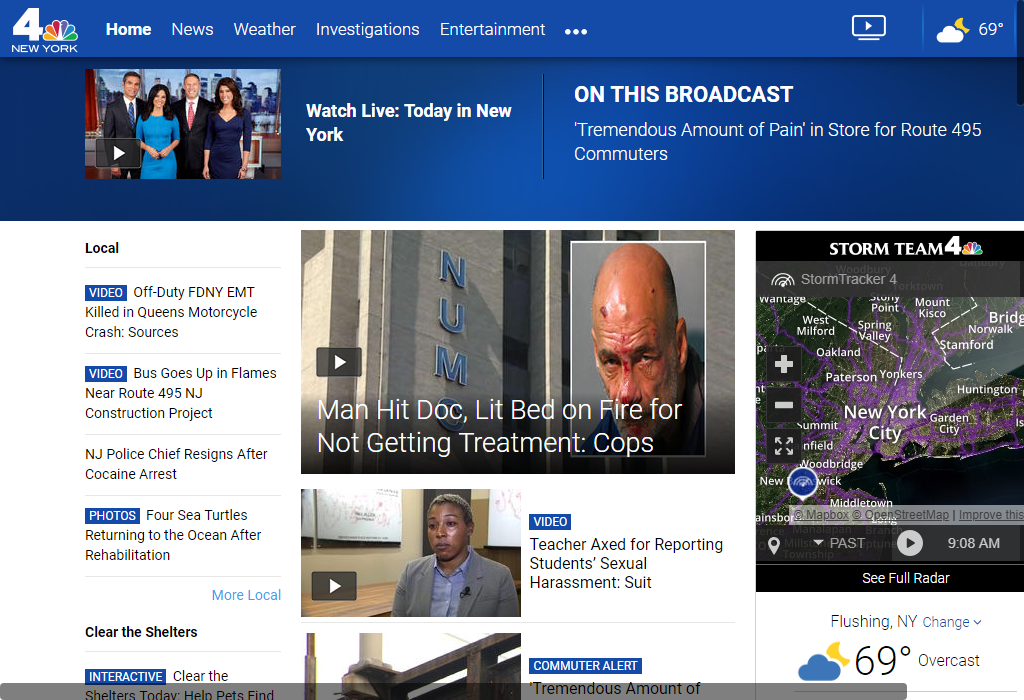 4
NEW YORK
Home News Weather Investigations Entertainment
69°
Watch Live: Today in New
York
ON THIS BROADCAST
'Tremendous Amount of Pain' in Store for Route 495
Commuters
Local
VIDEO Off-Duty FDNY EMT
Killed in Queens Motorcycle
Crash: Sources
VIDEO Bus Goes Up in Flames
Near Route 495 NJ
Construction Project
NJ Police Chief Resigns After
Cocaine Arrest
PHOTOS Four Sea Turtles
Returning to the Ocean After
Rehabilitation
More Local
Clear the Shelters
INTERACTIVE Clear the
Shelters Today: Help Pets Find
NUMC
Man Hit Doc, Lit Bed on Fire for
Not Getting Treatment: Cops
VIDEO
Teacher Axed for Reporting
Students’ Sexual
Harassment: Suit
COMMUTER ALERT
'Tremendous Amount of
STORM TEAM 4
StormTracker 4
Woodbury
Yorktown
Wantage
Stony
Point
Mount
Kisco
Bridg
West
Milford
Spring
Valley
Norwalk
Stamford
Oakland
Paterson
Yonkers
Huntington
New York
City
Garden
City
Summit
nfield
Woodbridge
New
wick
Middletown
ainsbor
Long
© Mapbox © OpenStreetMap | Improve this
Township
PAST
9:08 AM
See Full Radar
Flushing, NY Change
69° Overcast